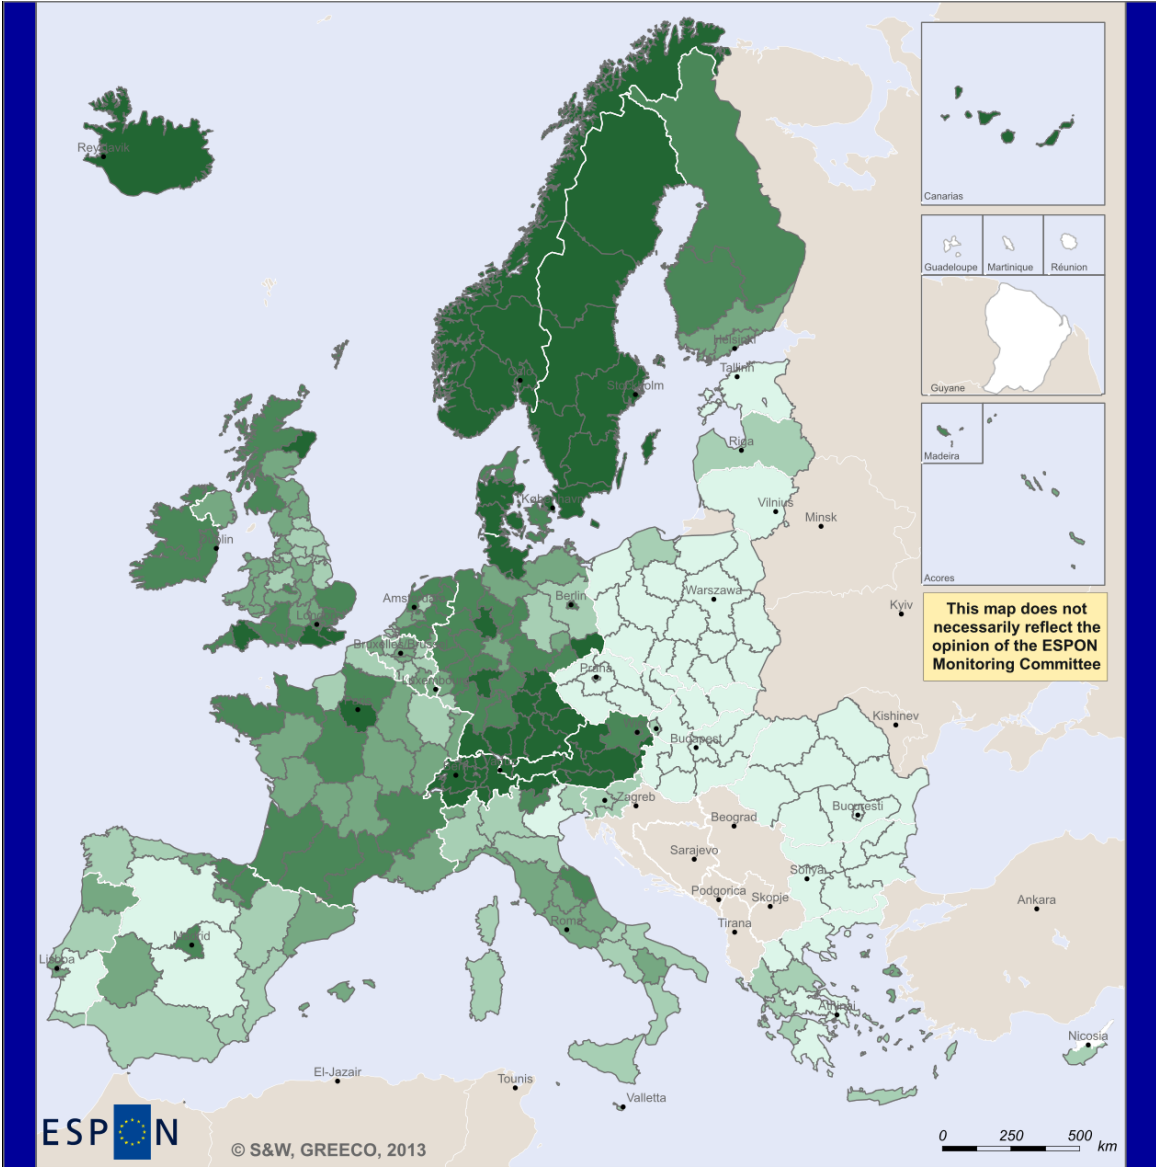 Reykjavik
Canarias
Guadeloupe
Martinique
Réunion
Guyane
Oslo
Stockholm
Helsinki
Tallinn
Riga
Madeira
København
Vilnius
Minsk
Dublin
Acores
Amsterdam
Berlin
Warszawa
Kyiv
This map does not
necessarily reflect the
opinion of the ESPON
Monitoring Committee
London
Bruxelles/Brussel
Luxembourg
Praha
Kishinev
Budapest
Zagreb
Bucuresti
Beograd
Sarajevo
Sofiya
Podgorica
Skopje
Ankara
Tirana
Roma
Madrid
Lisboa
Athinai
Nicosia
El-Jazair
Tounis
Valletta
ESPON
© S&W, GREECO, 2013
0 250 500
km